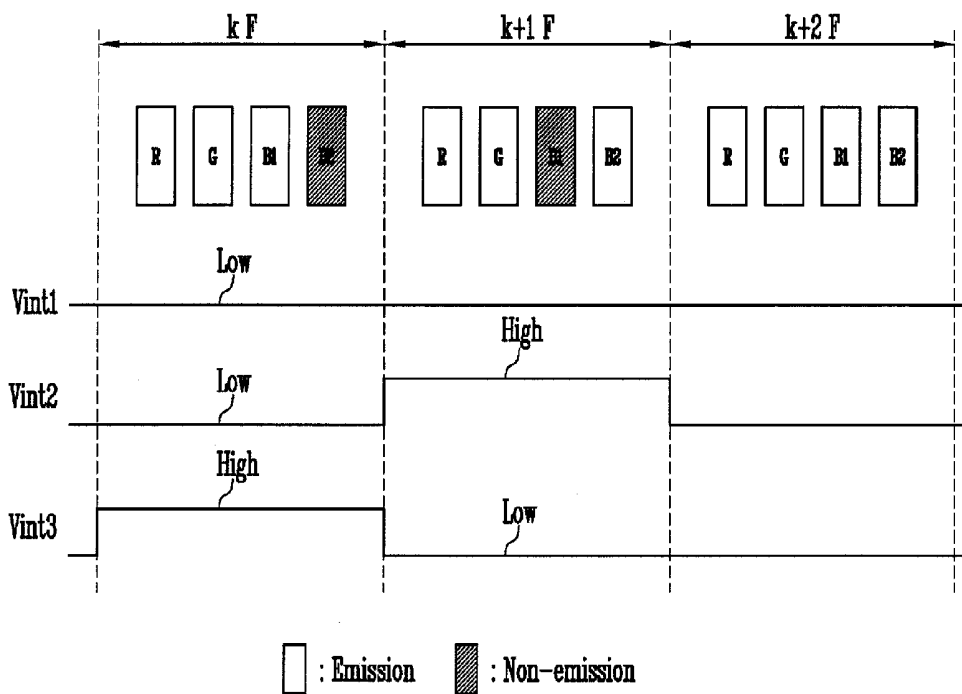 k F k+1 F k+2 F
R G B1 B2 R G B1 B2 R G B1 B2
Low
Vint1
High
Low
Vint2
High
Vint3
Low
: Emission : Non-emission